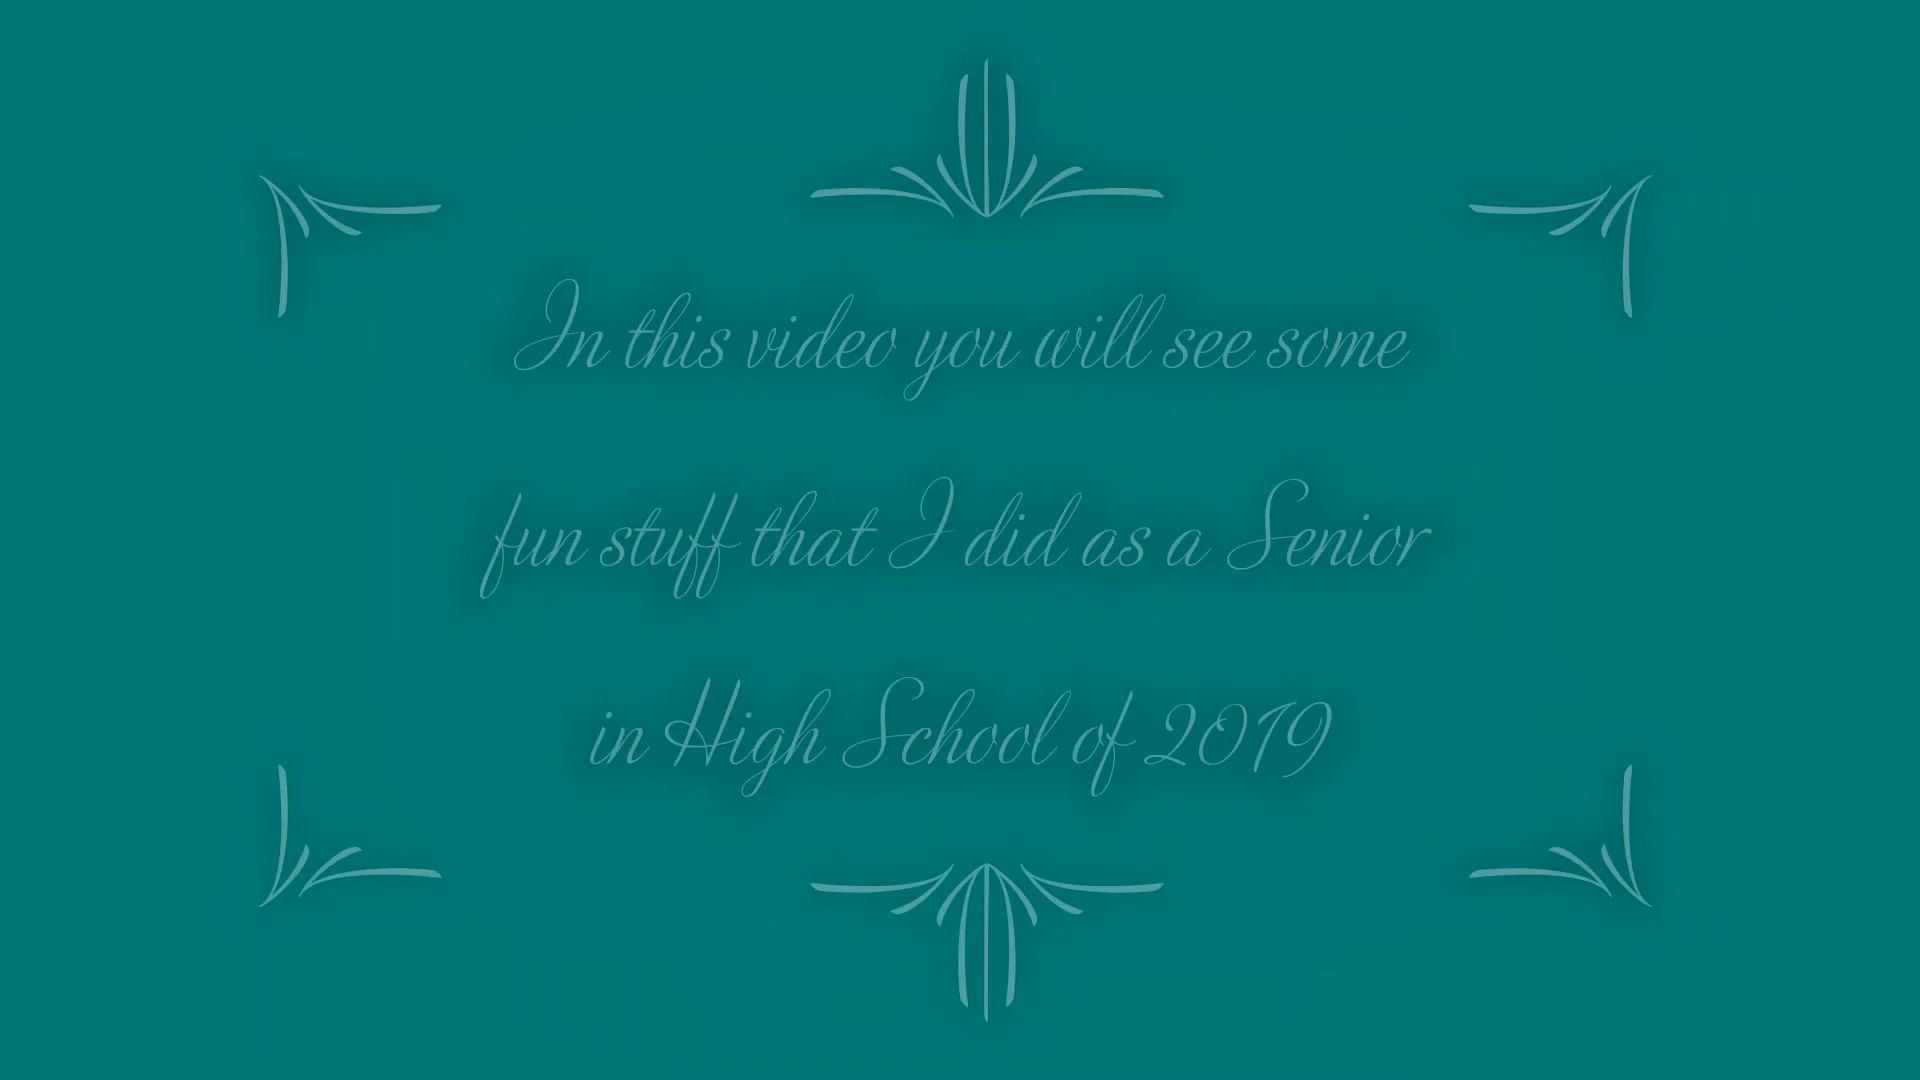 In this video you will see some
fun stuff that I did as a Senior
in High School of 2019